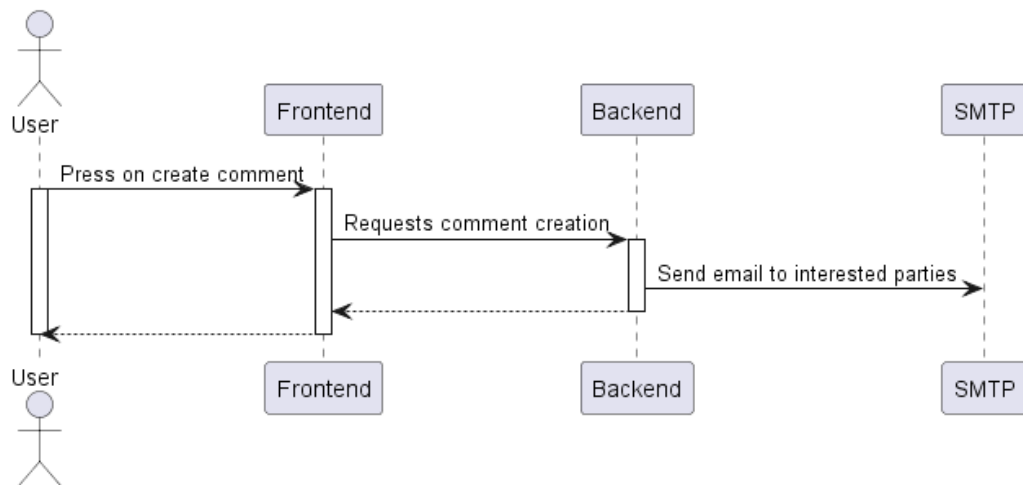 User
Frontend
Backend
SMTP
Press on create comment
Requests comment creation
Send email to interested parties
User
Frontend
Backend
SMTP